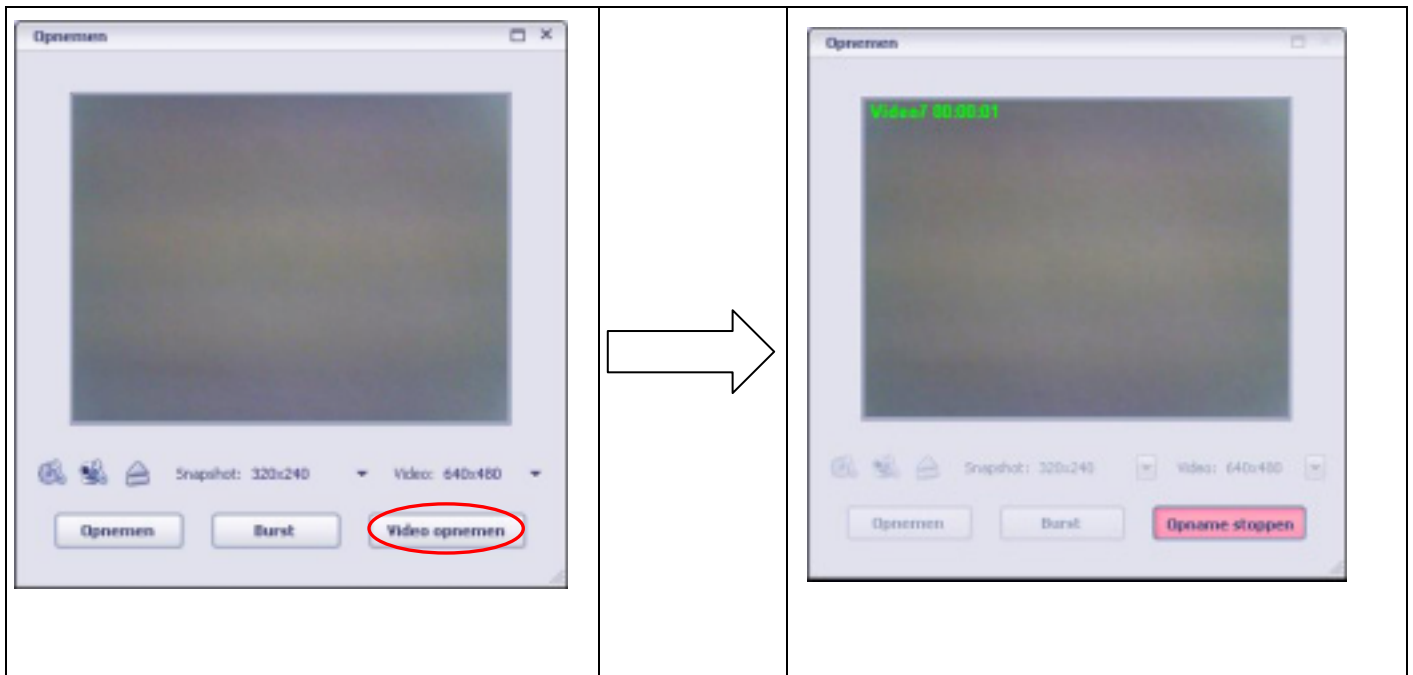 Opnemen
Snapshot: 320x240 Video: 640x480
Opnemen Burst Video opnemen
Opnemen
Video7 00:00:01
Snapshot: 320x240 Video: 640x480
Opnemen Burst Opname stoppen